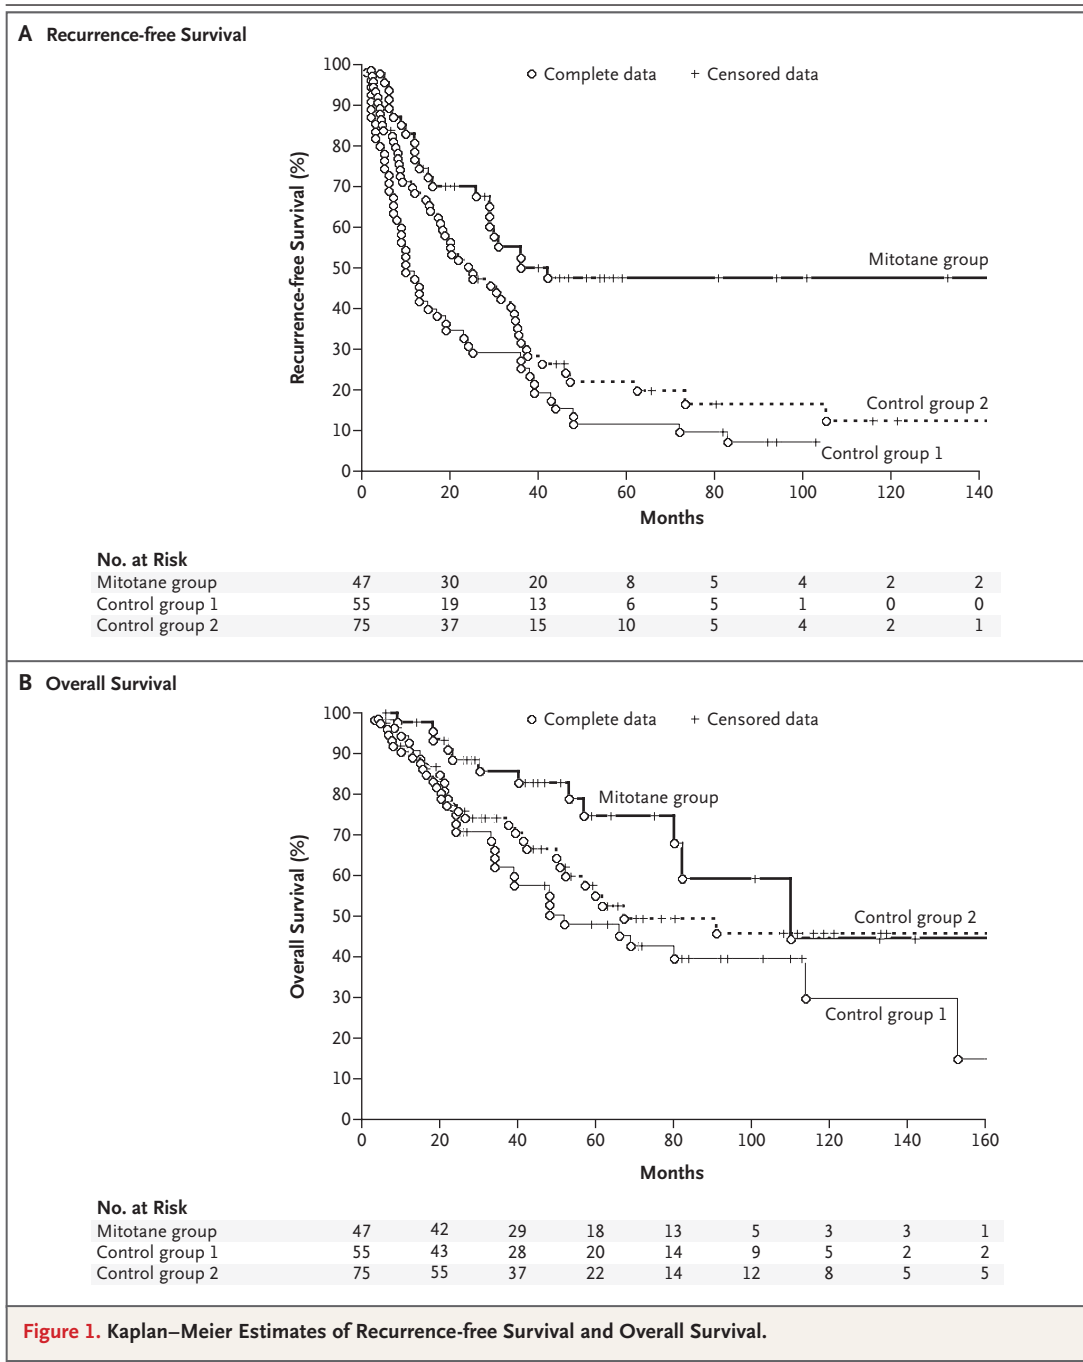 A Recurrence-free Survival
Complete data + Censored data
Recurrence-free Survival (%)
100
90
80
70
60
50
40
30
20
10
0
Mitotane group
Control group 2
Control group 1
0 20 40 60 80 100 120 140
Months
No. at Risk
Mitotane group 47 30 20 8 5 4 2 2
Control group 1 55 19 13 6 5 1 0 0
Control group 2 75 37 15 10 5 4 2 1
B Overall Survival
Complete data + Censored data
Overall Survival (%)
100
90
80
70
60
50
40
30
20
10
0
Mitotane group
Control group 2
Control group 1
0 20 40 60 80 100 120 140 160
Months
No. at Risk
Mitotane group 47 42 29 18 13 5 3 3 1
Control group 1 55 43 28 20 14 9 5 2 2
Control group 2 75 55 37 22 14 12 8 5 5
Figure 1. Kaplan–Meier Estimates of Recurrence-free Survival and Overall Survival.